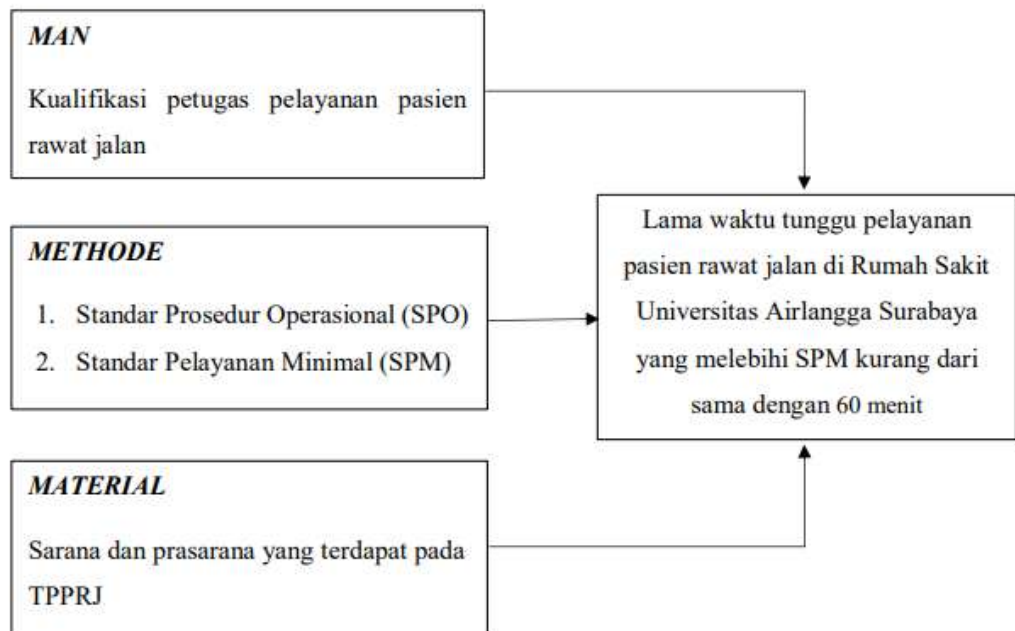 MAN
Kualifikasi petugas pelayanan pasien
rawat jalan
METHODE
1. Standar Prosedur Operasional (SPO)
2. Standar Pelayanan Minimal (SPM)
MATERIAL
Sarana dan prasarana yang terdapat pada
TPPRJ
Lama waktu tunggu pelayanan
pasien rawat jalan di Rumah Sakit
Universitas Airlangga Surabaya
yang melebihi SPM kurang dari
sama dengan 60 menit